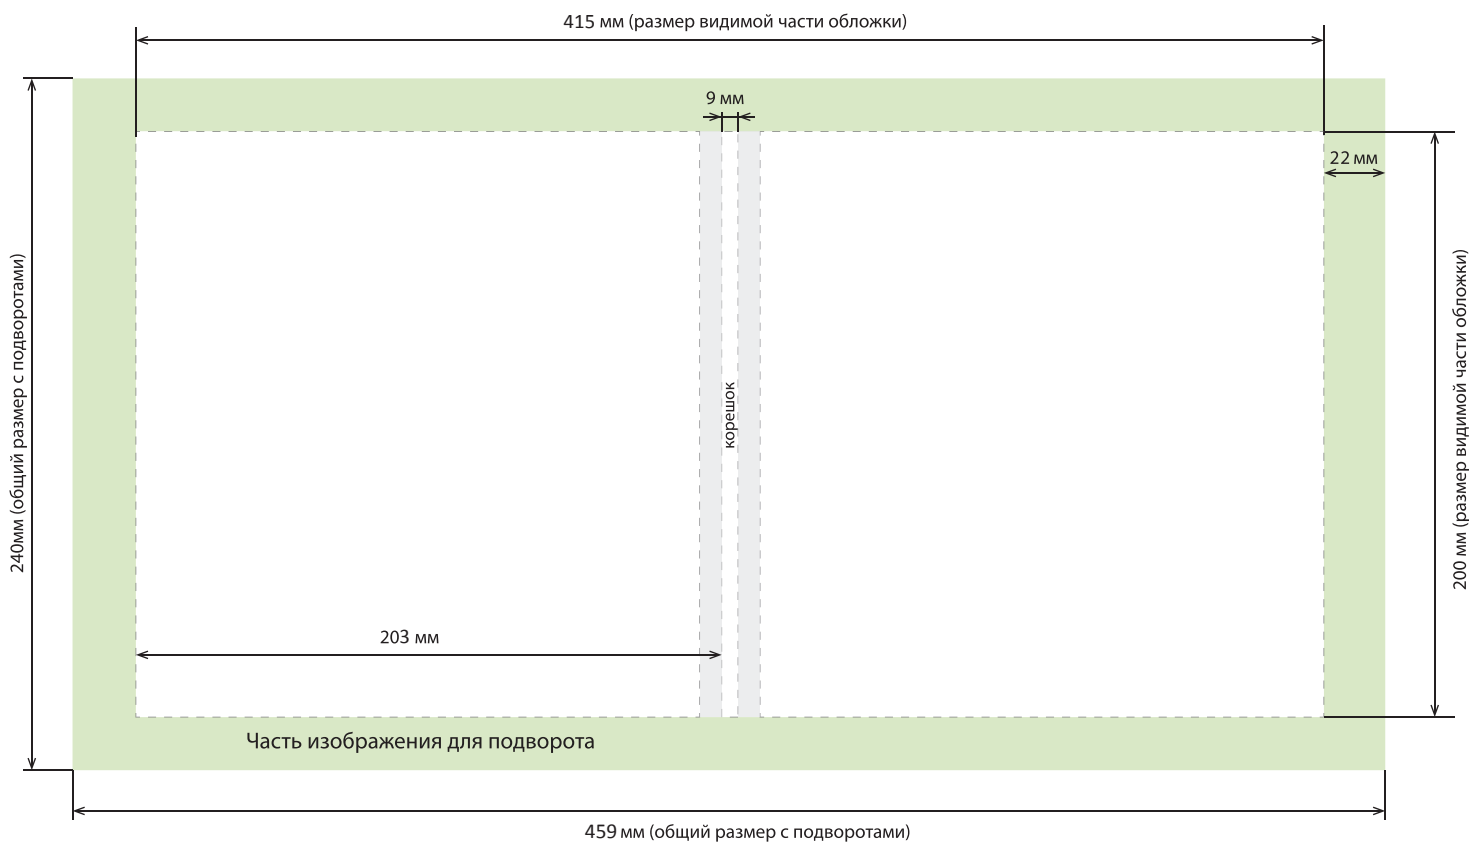 415 мм (размер видимой части обложки)
9 мм
22 мм
240мм (общий размер с подворотами)
корешок
200 мм (размер видимой части обложки)
203 мм
Часть изображения для подворота
459 мм (общий размер с подворотами)